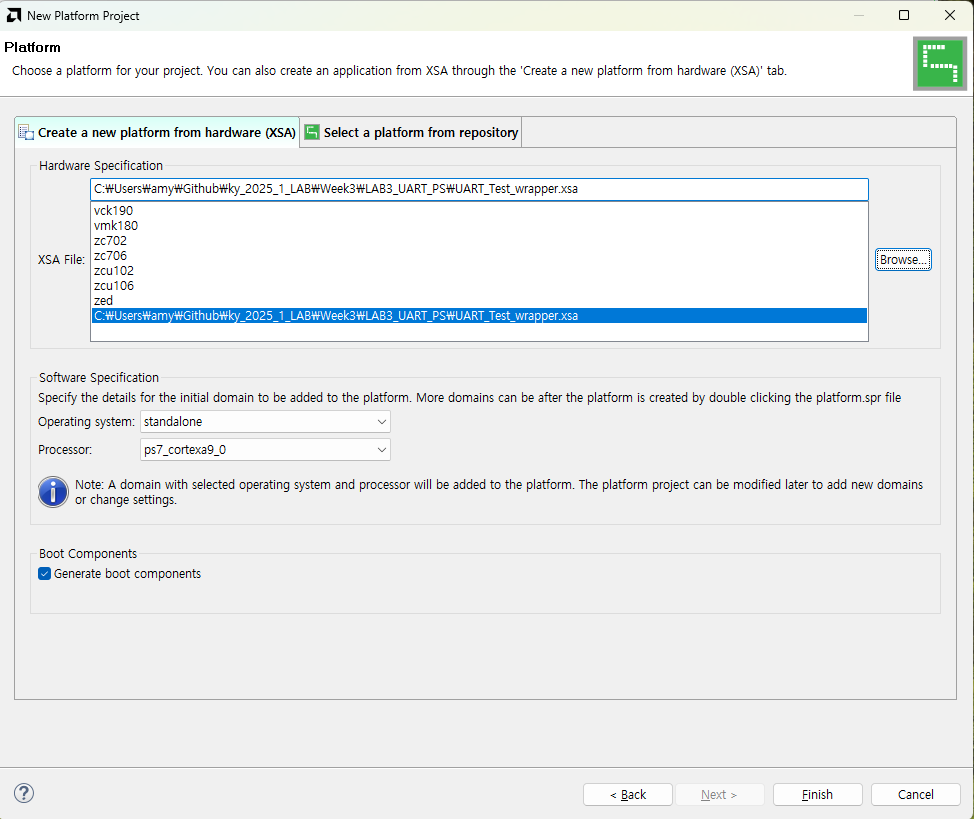 New Platform Project
Platform
Choose a platform for your project. You can also create an application from XSA through the 'Create a new platform from hardware (XSA)' tab.
Create a new platform from hardware (XSA)
Select a platform from repository
Hardware Specification
XSA File:
C:₩Users₩amy₩Github₩ky_2025_1_LAB₩Week3₩LAB3_UART_PS₩UART_Test_wrapper.xsa
vck190
vmk180
zc702
zc706
zcu102
zcu106
zed
C:₩Users₩amy₩Github₩ky_2025_1_LAB₩Week3₩LAB3_UART_PS₩UART_Test_wrapper.xsa
Browse...
Software Specification
Specify the details for the initial domain to be added to the platform. More domains can be after the platform is created by double clicking the platform.spr file
Operating system: standalone
Processor: ps7_cortexa9_0
Note: A domain with selected operating system and processor will be added to the platform. The platform project can be modified later to add new domains
or change settings.
Boot Components
Generate boot components
< Back
Next >
Finish
Cancel